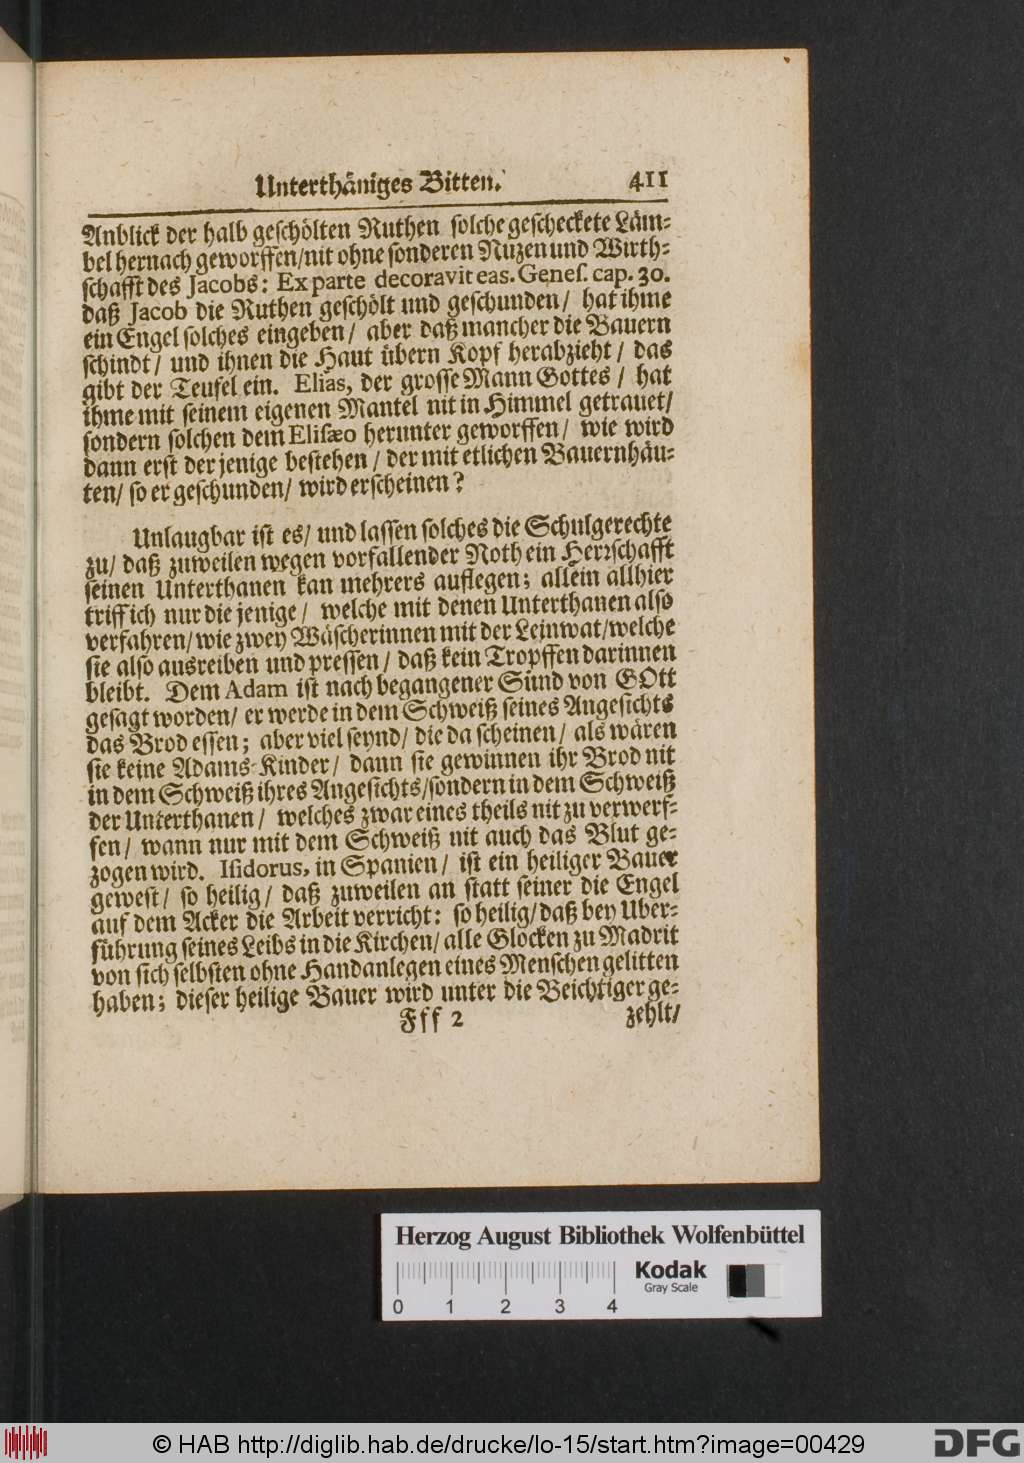 Unterthäniges Bitten. 411
Anblick der halb geschölten Ruthen solche gescheckete Läm-
bel hernach geworffen/ nit ohne sonderen Nuzen und Wirth-
schafft des Jacobs: Ex parte decoravit eas. Genes. cap. 30.
daß Jacob die Ruthen geschölt und geschunden/ hat ihme
ein Engel solches eingeben/ aber daß mancher die Bauern
schindt/ und ihnen die Haut übern Kopf herabzieht/ das
gibt der Teufel ein. Elias, der grosse Mann Gottes/ hat
ihme mit seinem eigenen Mantel nit in Himmel getrauet/
sondern solchen dem Elisæo herunter geworffen/ wie wird
dann erst der jenige bestehen/ der mit etlichen Bauernhäu-
ten/ so er geschunden/ wird erscheinen?
Unlaugbar ist es/ und lassen solches die Schulgerechte
zu/ daß zuweilen wegen vorfallender Noth ein Herrschafft
seinen Unterthanen kan mehrers auflegen; allein allhier
triff ich nur die jenige/ welche mit denen Unterthanen also
verfahren/ wie zwey Wäscherinnen mit der Leinwat/ welche
sie also ausreiben und pressen/ daß kein Tropffen darinnen
bleibt. Dem Adam ist nach begangener Sünd von GOtt
gesagt worden/ er werde in dem Schweiß seines Angesichts
das Brod essen; aber viel seynd/ die da scheinen/ als wären
sie keine Adams-Kinder/ dann sie gewinnen ihr Brod nit
in dem Schweiß ihres Angesichts/ sondern in dem Schweiß
der Unterthanen/ welches zwar eines theils nit zu verwerf-
fen/ wann nur mit dem Schweiß nit auch das Blut ge-
zogen wird. Isidorus, in Spanien/ ist ein heiliger Bauer
gewest/ so heilig/ daß zuweilen an statt seiner die Engel
auf dem Acker die Arbeit verricht: so heilig/ daß bey Uber-
führung seines Leibs in die Kirchen/ alle Glocken zu Madrit
von sich selbsten ohne Handanlegen eines Menschen gelitten
haben; dieser heilige Bauer wird unter die Beichtiger ge-
Fff 2 zehlt/
Herzog August Bibliothek Wolfenbüttel
Kodak
Gray Scale
0 1 2 3 4
© HAB http://diglib.hab.de/drucke/lo-15/start.htm?image=00429
DFG